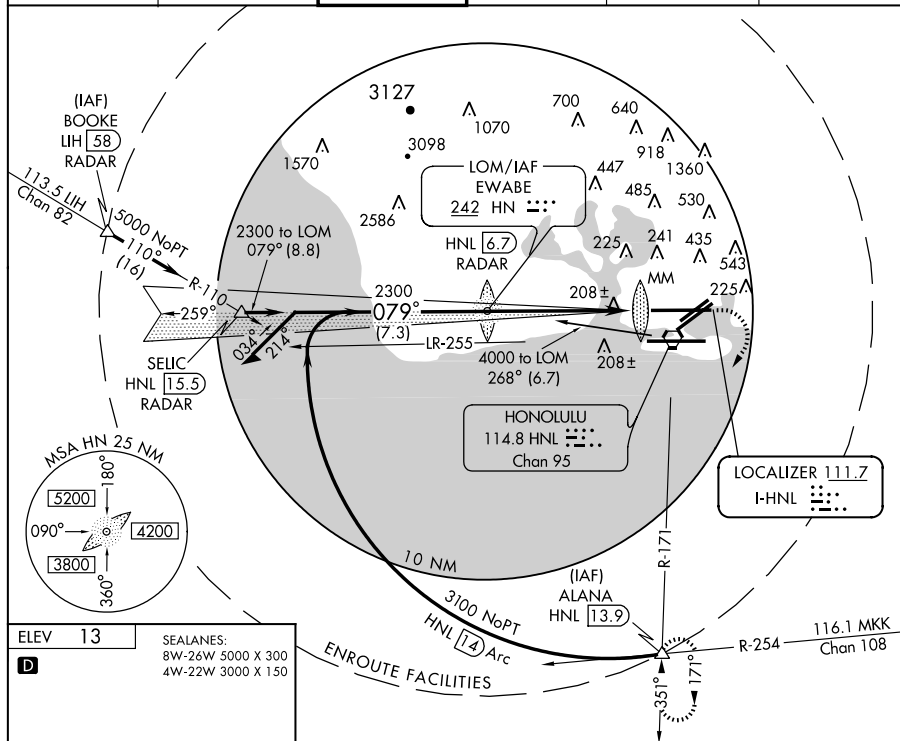 (IAF)
BOOKE
LIH 58
RADAR
113.5 LIH
Chan 82
5000 NoPT
110°
(16)
R-110
3127
3098
1570
2586
1070
700
640
918
1360
447
485
530
225
241
435
543
225
LOM/IAF
EWABE
242 HN
HNL 6.7
RADAR
2300 to LOM
079° (8.8)
2300
079°
(7.3)
259°
034°
214°
LR-255
208±
MM
208±
4000 to LOM
268° (6.7)
SELIC
HNL 15.5
RADAR
HONOLULU
114.8 HNL
Chan 95
LOCALIZER 111.7
I-HNL
R-171
MSA HN 25 NM
180°
5200
090°
4200
3800
360°
10 NM
3100 NoPT
HNL 14 Arc
(IAF)
ALANA
HNL 13.9
R-254
116.1 MKK
Chan 108
351°
171°
ENROUTE FACILITIES
ELEV 13
D
SEALANES:
8W-26W 5000 X 300
4W-22W 3000 X 150